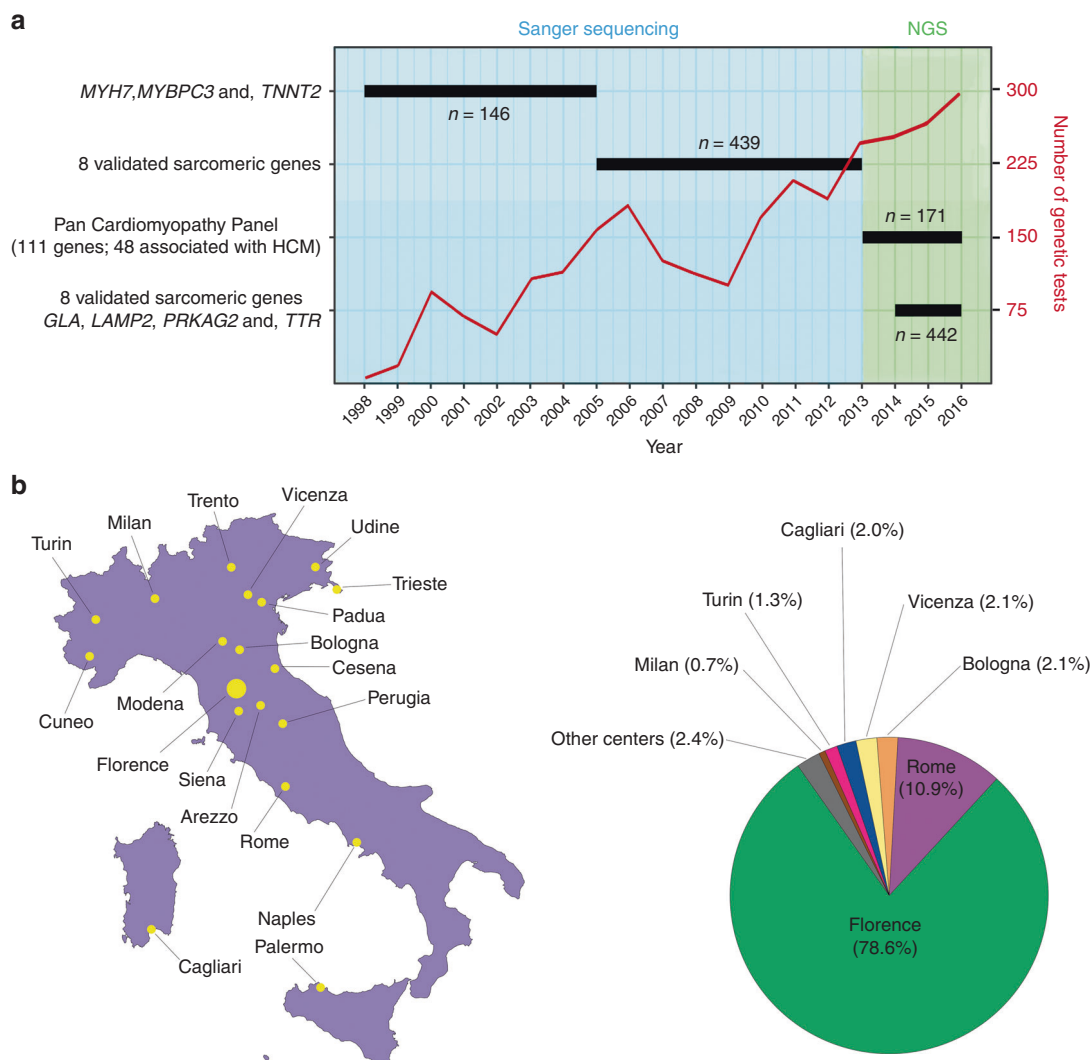 a
Sanger sequencing
NGS
MYH7,MYBPC3 and, TNNT2
n = 146
8 validated sarcomeric genes
n = 439
Pan Cardiomyopathy Panel
(111 genes; 48 associated with HCM)
n = 171
8 validated sarcomeric genes
GLA, LAMP2, PRKAG2 and, TTR
n = 442
300
225
150
75
Number of genetic tests
1998
1999
2000
2001
2002
2003
2004
2005
2006
2007
2008
2009
2010
2011
2012
2013
2014
2015
2016
Year
b
Trento
Vicenza
Milan
Udine
Turin
Trieste
Padua
Bologna
Cesena
Modena
Perugia
Cuneo
Florence
Siena
Arezzo
Rome
Naples
Palermo
Cagliari
Cagliari (2.0%)
Turin (1.3%)
Vicenza (2.1%)
Milan (0.7%)
Bologna (2.1%)
Other centers (2.4%)
Rome
(10.9%)
Florence
(78.6%)